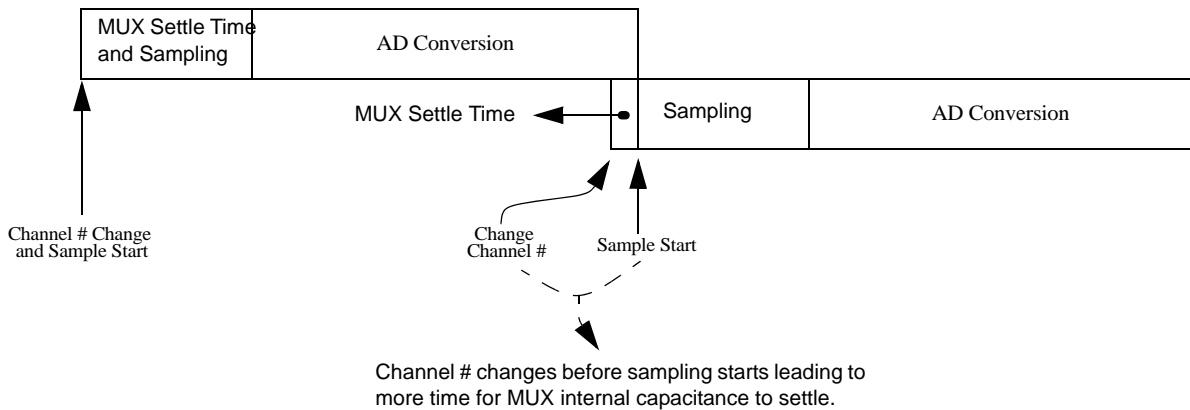 MUX Settle Time
and Sampling
AD Conversion
MUX Settle Time
Sampling
AD Conversion
Channel # Change
and Sample Start
Change
Channel #
Sample Start
Channel # changes before sampling starts leading to
more time for MUX internal capacitance to settle.